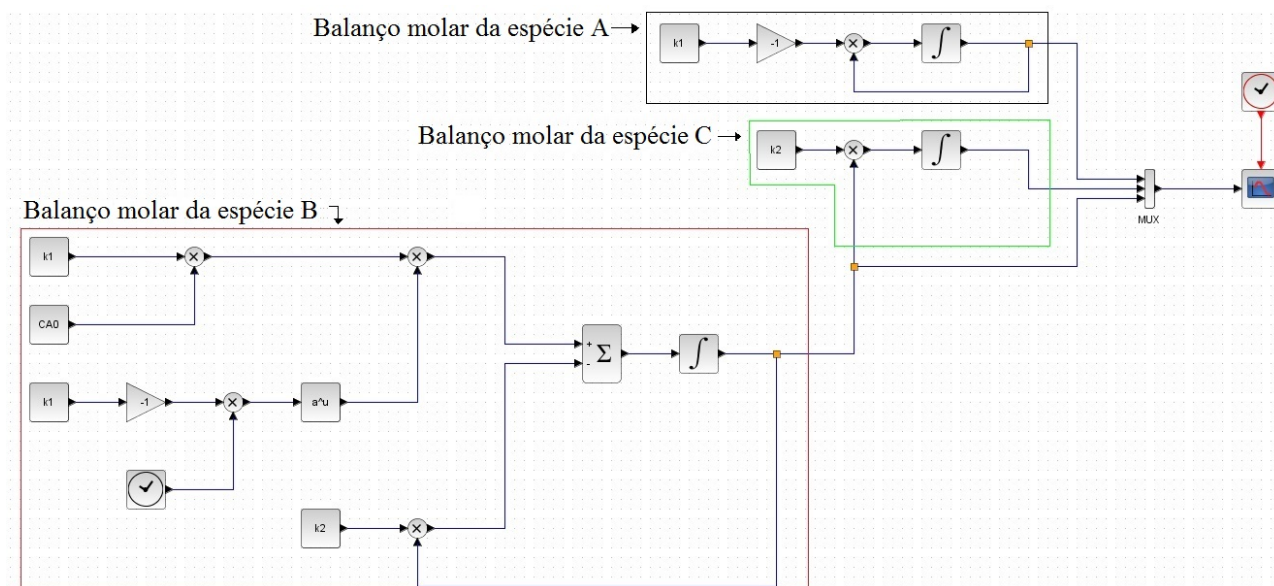 Balanço molar da espécie A
k1
-1
∫
Balanço molar da espécie C
k2
∫
MUX
Balanço molar da espécie B
k1
CA0
+
-
Σ
∫
k1
-1
a^u
k2